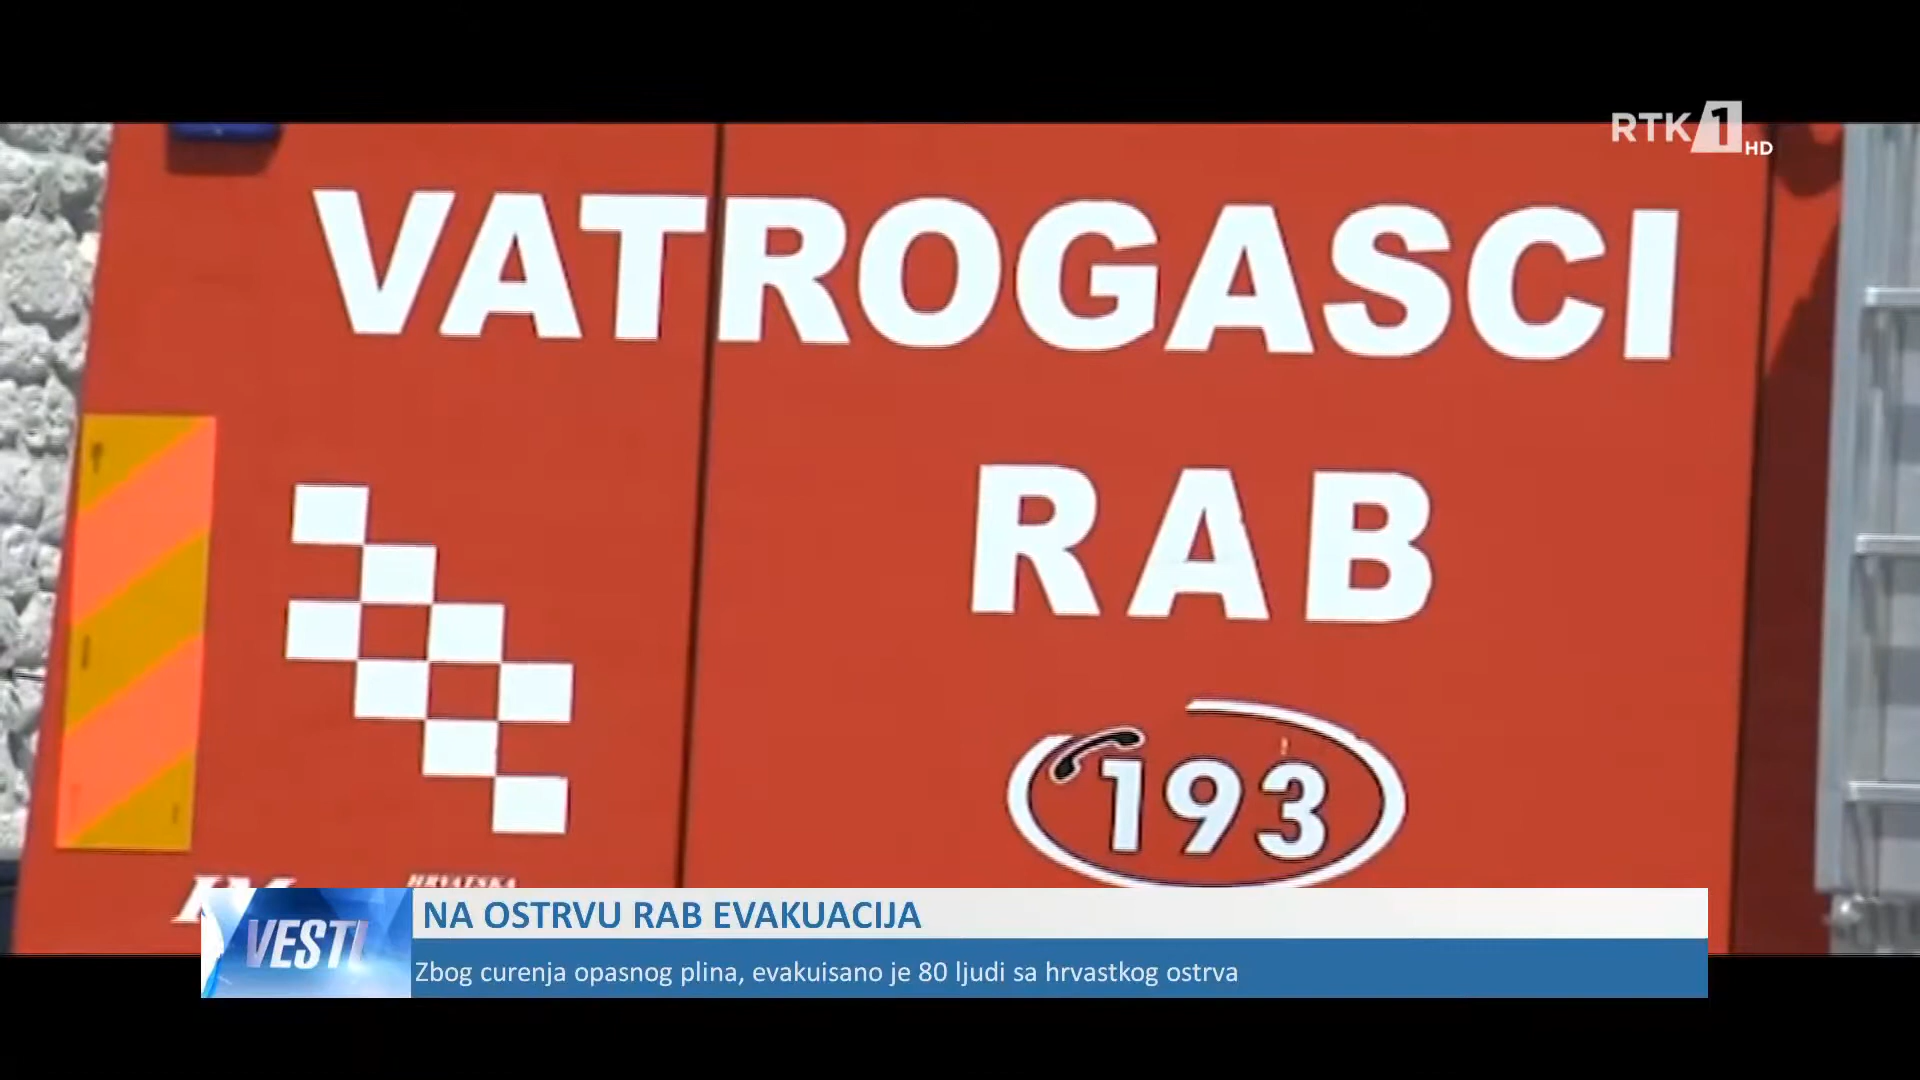 RTK1 HD
VATROGASCI
RAB
193
HRVATSKA
VESTI
NA OSTRVU RAB EVAKUACIJA
Zbog curenja opasnog plina, evakuisano je 80 ljudi sa hrvastkog ostrva